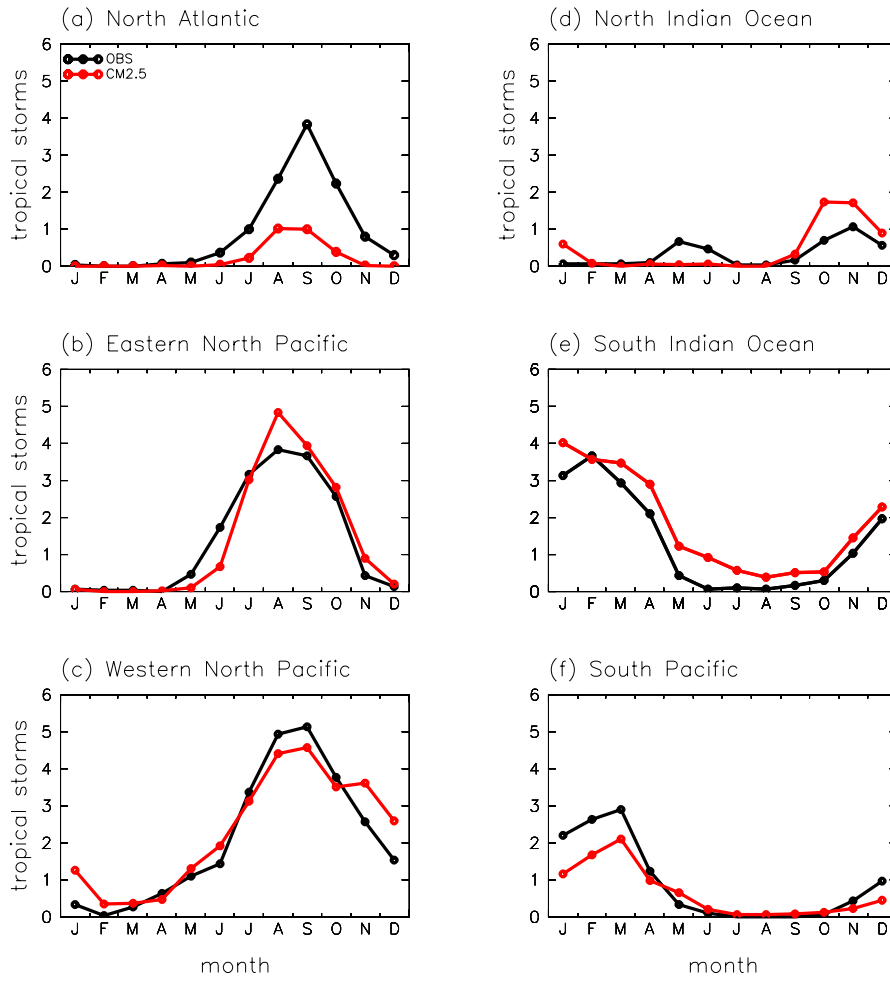 (a) North Atlantic
6
5
4
3
2
1
0
tropical storms
OBS
CM2.5
J F M A M J J A S O N D
(b) Eastern North Pacific
6
5
4
3
2
1
0
tropical storms
J F M A M J J A S O N D
(c) Western North Pacific
6
5
4
3
2
1
0
tropical storms
J F M A M J J A S O N D
month
(d) North Indian Ocean
6
5
4
3
2
1
0
tropical storms
J F M A M J J A S O N D
(e) South Indian Ocean
6
5
4
3
2
1
0
J F M A M J J A S O N D
(f) South Pacific
6
5
4
3
2
1
0
J F M A M J J A S O N D
month